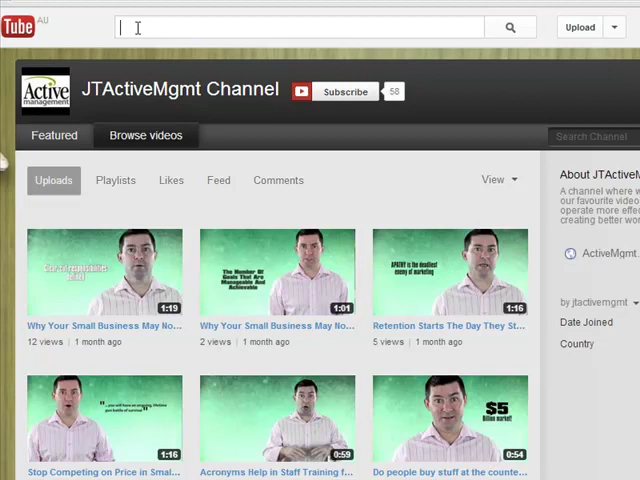 Tube AU
Upload
Active
management
JTActiveMgmt Channel
Subscribe
58
Featured
Browse videos
Search Channel
Uploads
Playlists
Likes
Feed
Comments
View
About JTActiveM
A channel where w
our favourite video
operate more effec
creating better wor
ActiveMgmt
by jtactivemgmt
Date Joined
Country
Clear, cut responsibilities
defined
1:19
The Number Of
Goals That Are
Manageable And
Achievable
1:01
APATHY is the deadliest
enemy of marketing
1:16
Why Your Small Business May No...
12 views
1 month ago
Why Your Small Business May No...
2 views
1 month ago
Retention Starts The Day They St...
5 views
1 month ago
1:16
0:59
$5
Billion market!
0:54
Stop Competing on Price in Smal...
Acronyms Help in Staff Training f...
Do people buy stuff at the counte...